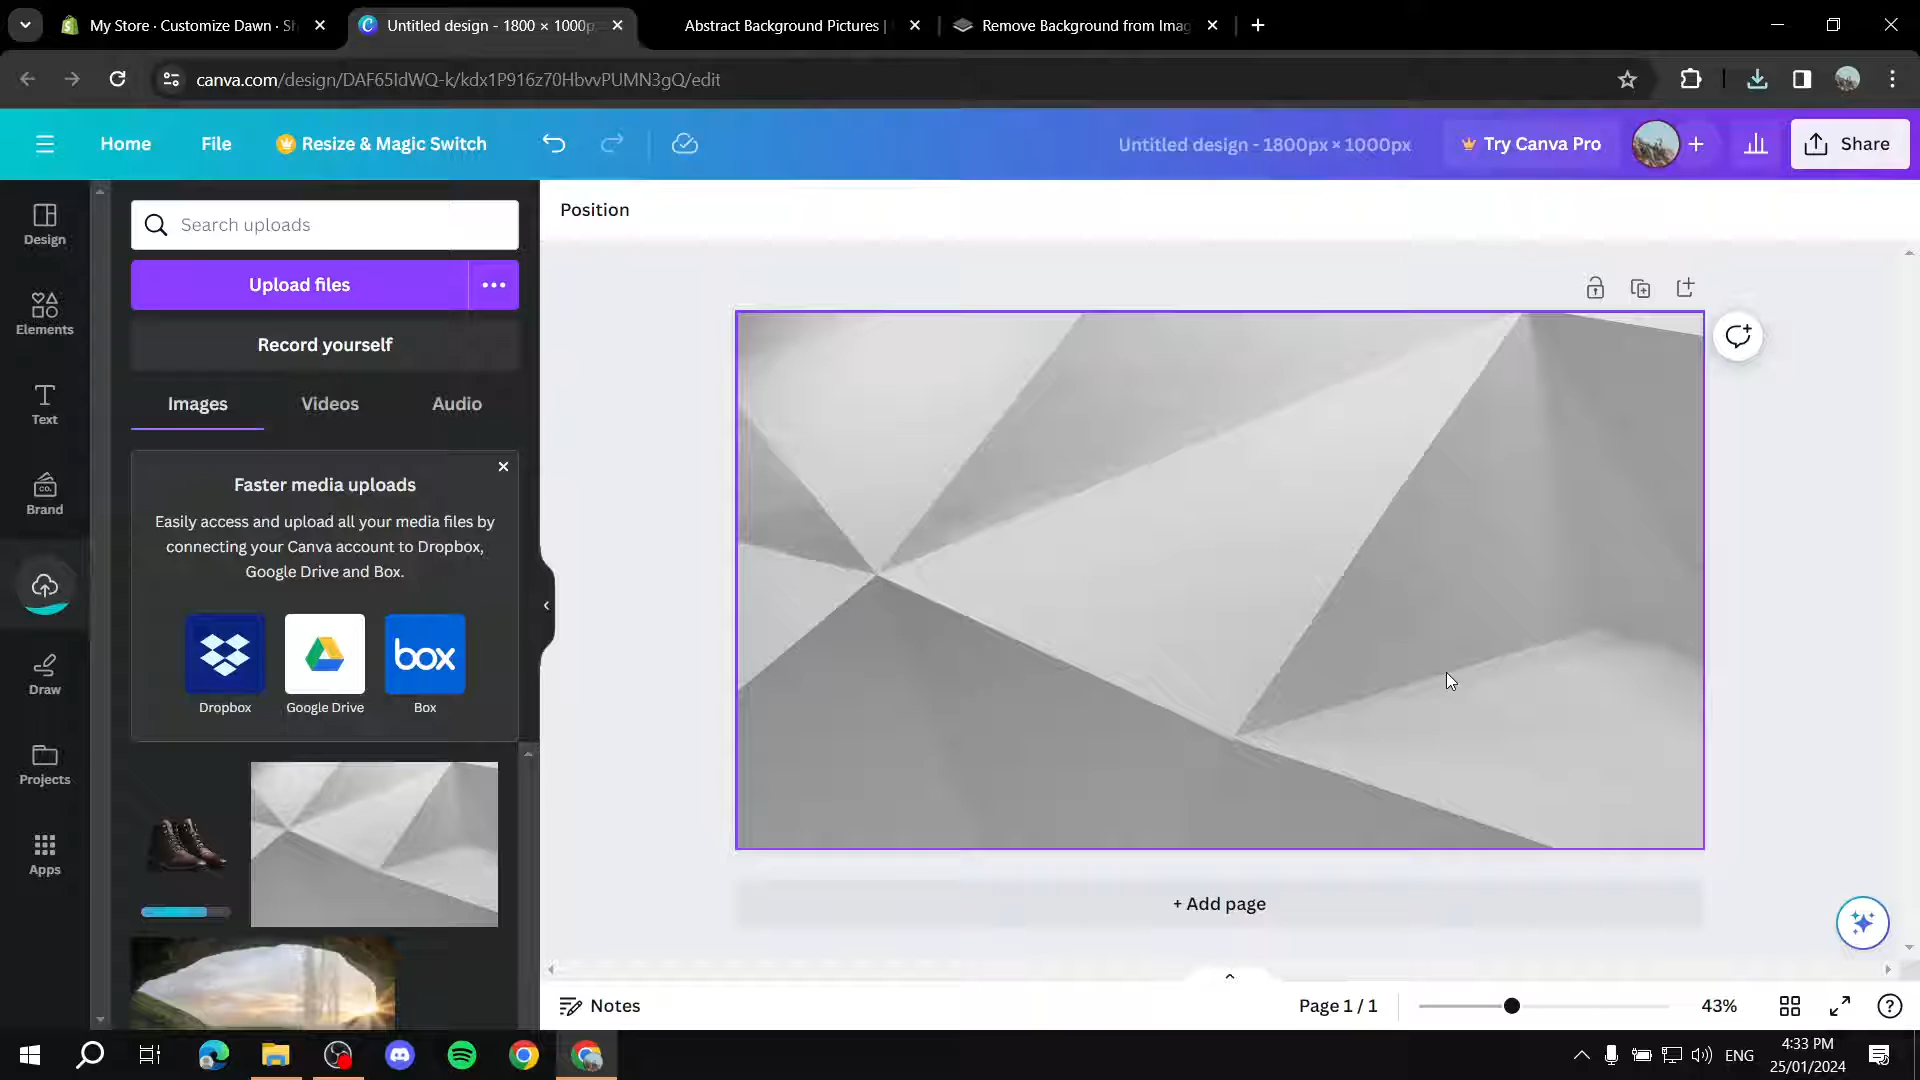 My Store · Customize Dawn · Sh
Untitled design - 1800 × 1000p
Abstract Background Pictures |
Remove Background from Imag
canva.com/design/DAF65IdWQ-k/kdx1P916z70HbvvPUMN3gQ/edit
Home
File
Resize & Magic Switch
Untitled design - 1800px × 1000px
Try Canva Pro
Share
Design
Elements
Text
Brand
Draw
Projects
Apps
Search uploads
Upload files
Record yourself
Images
Videos
Audio
Faster media uploads
Easily access and upload all your media files by
connecting your Canva account to Dropbox,
Google Drive and Box.
box
Dropbox
Google Drive
Box
Position
+ Add page
Notes
Page 1 / 1
43%
ENG
4:33 PM
25/01/2024